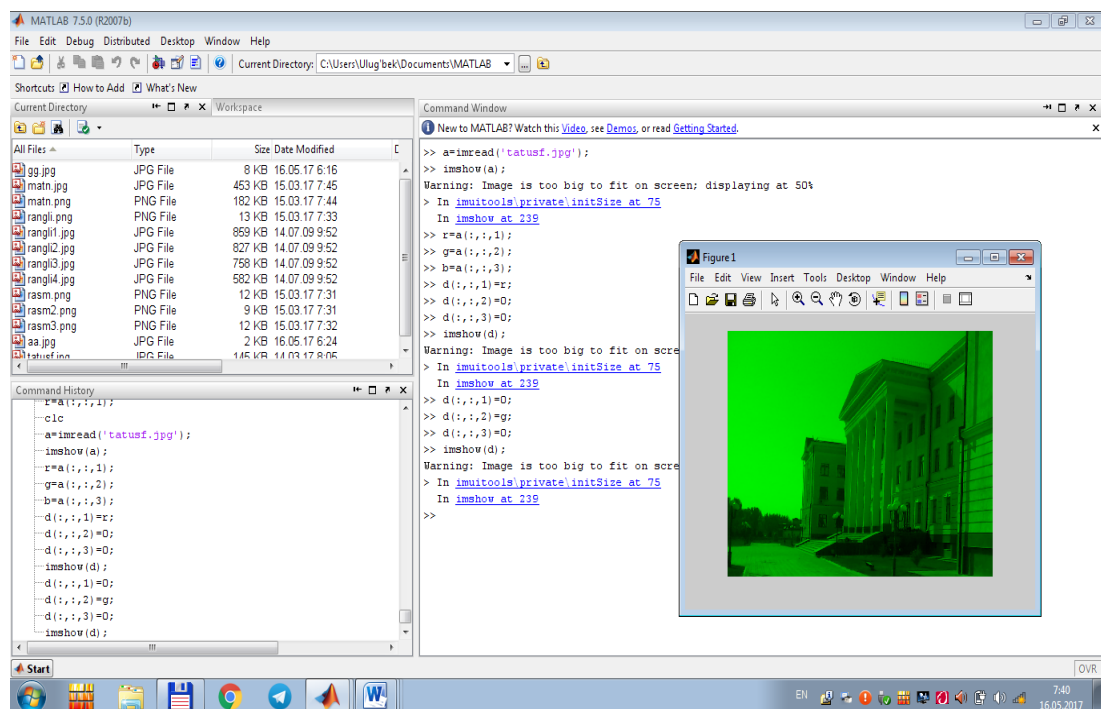 MATLAB 7.5.0 (R2007b)
File Edit Debug Distributed Desktop Window Help
Current Directory: C:\Users\Ulug'bek\Documents\MATLAB
Shortcuts How to Add What's New
Current Directory Workspace
All Files Type Size Date Modified D
gg.jpg JPG File 8 KB 16.05.17 6:16
matn.jpg JPG File 453 KB 15.03.17 7:45
matn.png PNG File 182 KB 15.03.17 7:44
rangli.png PNG File 13 KB 15.03.17 7:33
rangli1.jpg JPG File 859 KB 14.07.09 9:52
rangli2.jpg JPG File 827 KB 14.07.09 9:52
rangli3.jpg JPG File 758 KB 14.07.09 9:52
rangli4.jpg JPG File 582 KB 14.07.09 9:52
rasm.png PNG File 12 KB 15.03.17 7:31
rasm2.png PNG File 9 KB 15.03.17 7:31
rasm3.png PNG File 12 KB 15.03.17 7:32
aa.jpg JPG File 2 KB 16.05.17 6:24
tatusf.jpg JPG File 145 KB 14.03.17 8:05
Command History
r=a(:,:,1);
clc
a=imread('tatusf.jpg');
imshow(a);
r=a(:,:,1);
g=a(:,:,2);
b=a(:,:,3);
d(:,:,1)=r;
d(:,:,2)=0;
d(:,:,3)=0;
imshow(d);
d(:,:,1)=0;
d(:,:,2)=g;
d(:,:,3)=0;
imshow(d);
Command Window
New to MATLAB? Watch this Video, see Demos, or read Getting Started.
>> a=imread('tatusf.jpg');
>> imshow(a);
Warning: Image is too big to fit on screen; displaying at 50%
> In imuitools\private\initSize at 75
In imshow at 239
>> r=a(:,:,1);
>> g=a(:,:,2);
>> b=a(:,:,3);
>> d(:,:,1)=r;
>> d(:,:,2)=0;
>> d(:,:,3)=0;
>> imshow(d);
Warning: Image is too big to fit on scre
> In imuitools\private\initSize at 75
In imshow at 239
>> d(:,:,1)=0;
>> d(:,:,2)=g;
>> d(:,:,3)=0;
>> imshow(d);
Warning: Image is too big to fit on scre
> In imuitools\private\initSize at 75
In imshow at 239
>>
Figure 1
File Edit View Insert Tools Desktop Window Help
Start
OVR
EN
7:40
16.05.2017